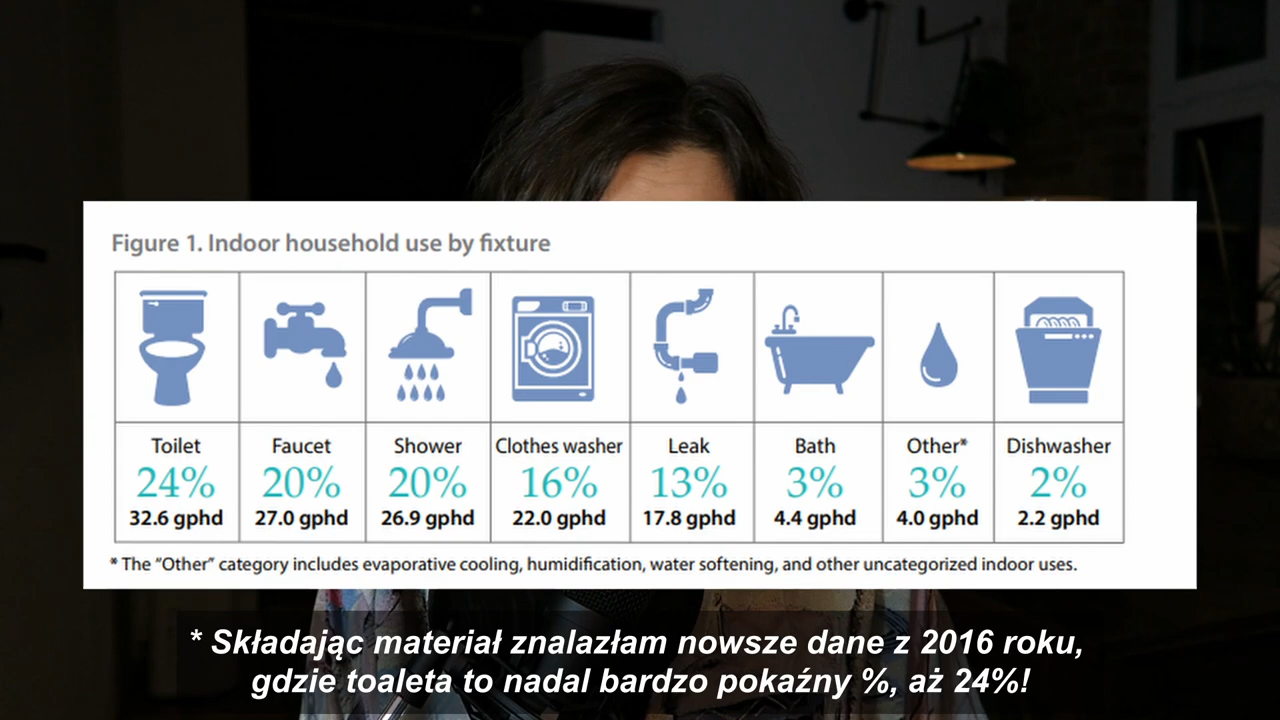 Figure 1. Indoor household use by fixture
Toilet Faucet Shower Clothes washer Leak Bath Other* Dishwasher
24% 20% 20% 16% 13% 3% 3% 2%
32.6 gphd 27.0 gphd 26.9 gphd 22.0 gphd 17.8 gphd 4.4 gphd 4.0 gphd 2.2 gphd
* The "Other" category includes evaporative cooling, humidification, water softening, and other uncategorized indoor uses.
* Składając materiał znalazłam nowsze dane z 2016 roku,
gdzie toaleta to nadal bardzo pokaźny %, aż 24%!